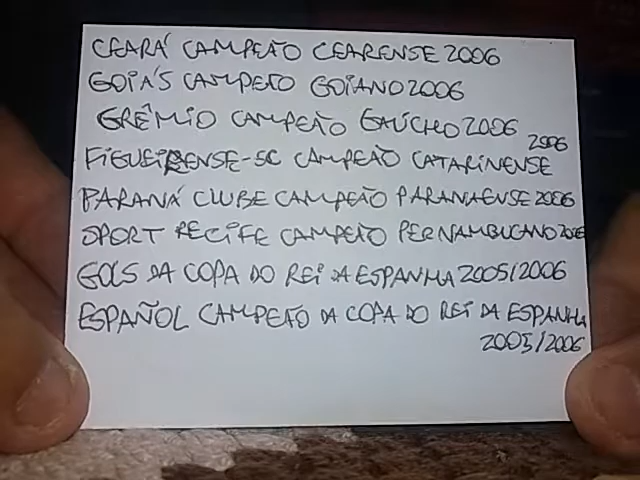 CEARÁ CAMPEÃO CEARENSE 2006
GOIÁS CAMPEÃO GOIANO 2006
GRÊMIO CAMPEÃO GAÚCHO 2006
FIGUEIRENSE-SC CAMPEÃO CATARINENSE 2006
PARANÁ CLUBE CAMPEÃO PARANAENSE 2006
SPORT RECIFE CAMPEÃO PERNAMBUCANO 2006
GOLS DA COPA DO REI DA ESPANHA 2005/2006
ESPAÑOL CAMPEÃO DA COPA DO REI DA ESPANHA
2005/2006